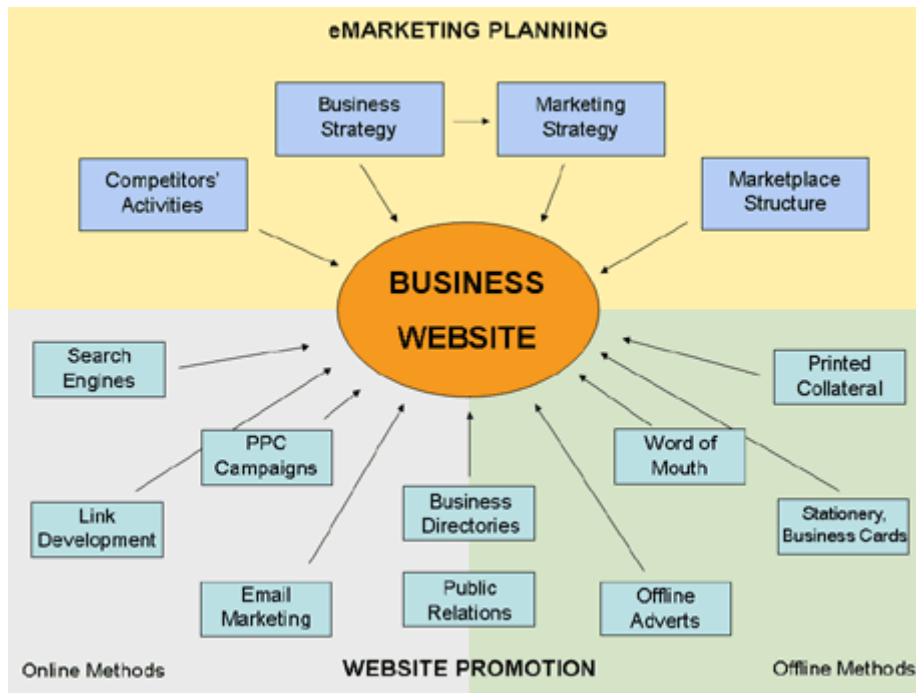 eMARKETING PLANNING
Business
Strategy
Marketing
Strategy
Competitors'
Activities
Marketplace
Structure
BUSINESS
WEBSITE
Search
Engines
Printed
Collateral
PPC
Campaigns
Word of
Mouth
Link
Development
Business
Directories
Stationery,
Business Cards
Email
Marketing
Public
Relations
Offline
Adverts
Online Methods
WEBSITE PROMOTION
Offline Methods